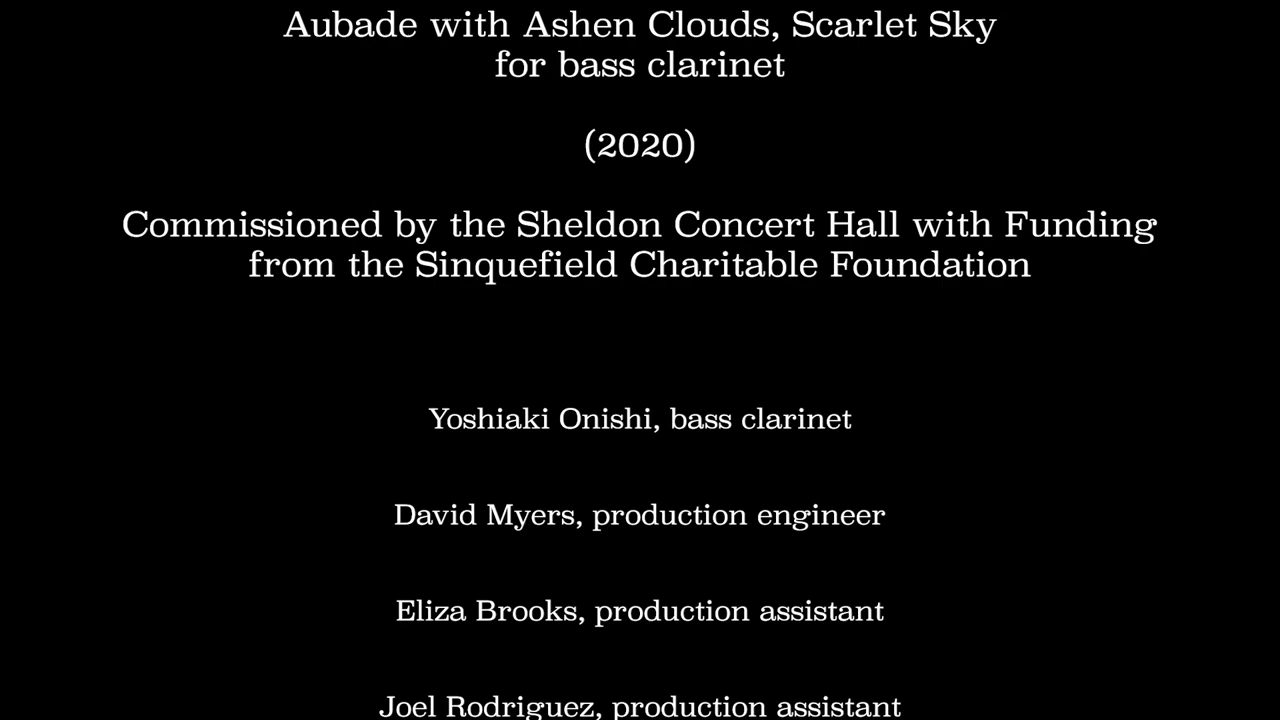 Aubade with Ashen Clouds, Scarlet Sky
for bass clarinet
(2020)
Commissioned by the Sheldon Concert Hall with Funding
from the Sinquefield Charitable Foundation
Yoshiaki Onishi, bass clarinet
David Myers, production engineer
Eliza Brooks, production assistant
Joel Rodriguez, production assistant